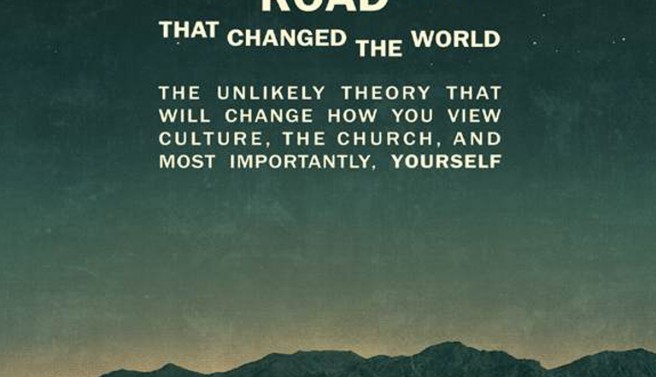 ROAD
THAT CHANGED THE WORLD
THE UNLIKELY THEORY THAT
WILL CHANGE HOW YOU VIEW
CULTURE, THE CHURCH, AND
MOST IMPORTANTLY, YOURSELF